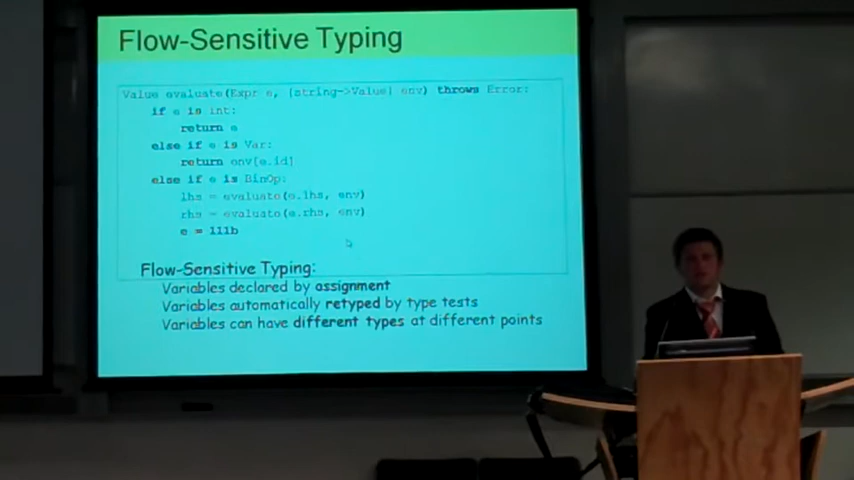 Flow-Sensitive Typing
Value evaluate(Expr e, [string->Value] env) throws Error:
if e is int:
return e
else if e is Var:
return env[e.id]
else if e is BinOp:
lhs = evaluate(e.lhs, env)
rhs = evaluate(e.rhs, env)
e = 111b
Flow-Sensitive Typing:
Variables declared by assignment
Variables automatically retyped by type tests
Variables can have different types at different points